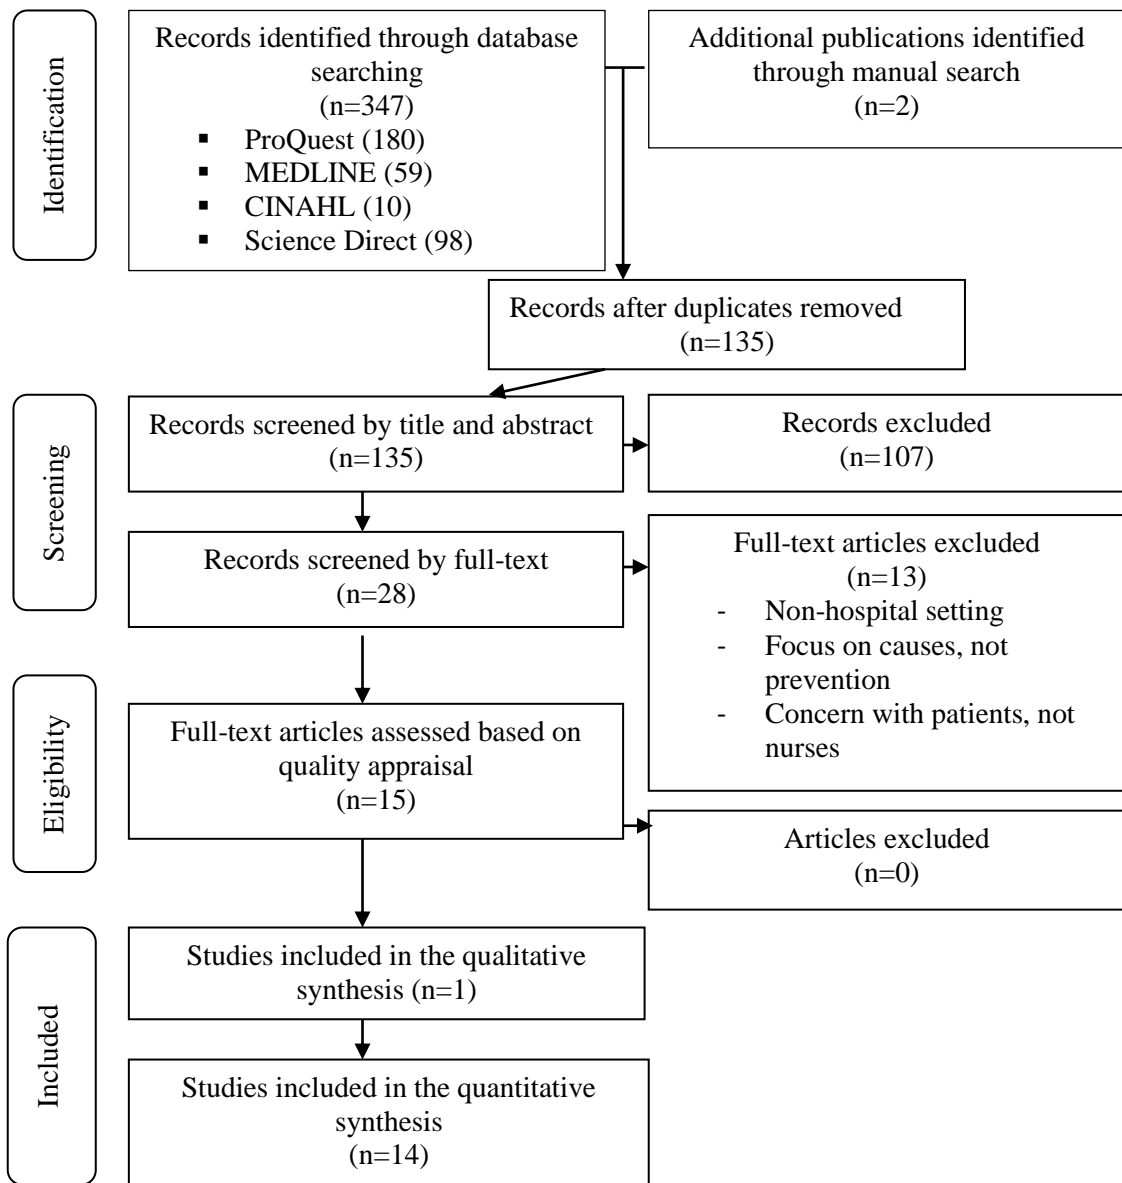 Identification
Records identified through database
searching
(n=347)
▪ ProQuest (180)
▪ MEDLINE (59)
▪ CINAHL (10)
▪ Science Direct (98)
Additional publications identified
through manual search
(n=2)
Records after duplicates removed
(n=135)
Screening
Records screened by title and abstract
(n=135)
Records excluded
(n=107)
Records screened by full-text
(n=28)
Full-text articles excluded
(n=13)
- Non-hospital setting
- Focus on causes, not
prevention
- Concern with patients, not
nurses
Eligibility
Full-text articles assessed based on
quality appraisal
(n=15)
Articles excluded
(n=0)
Included
Studies included in the qualitative
synthesis (n=1)
Studies included in the quantitative
synthesis
(n=14)